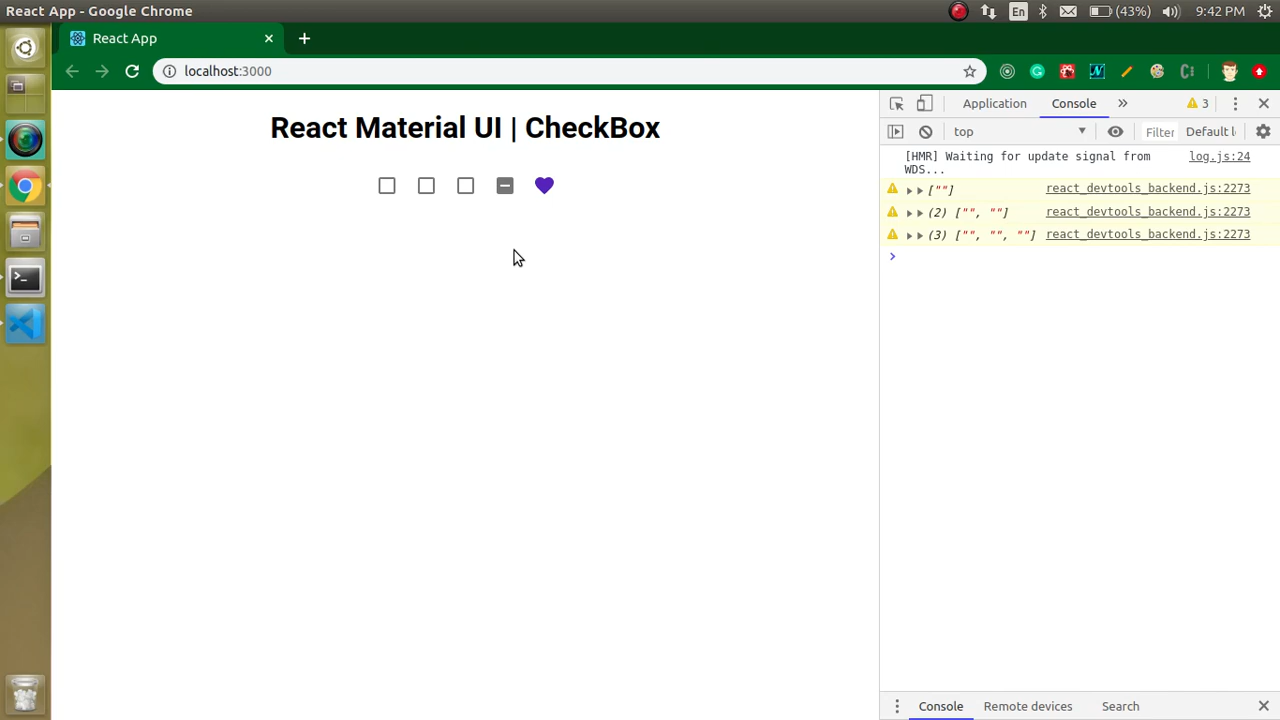 React App - Google Chrome
En
(43%)
9:42 PM
React App
localhost:3000
React Material UI | CheckBox
Application
Console
3
top
Filter
Default l
[HMR] Waiting for update signal from WDS...
log.js:24
[""]
react_devtools_backend.js:2273
(2) ["", ""]
react_devtools_backend.js:2273
(3) ["", "", ""]
react_devtools_backend.js:2273
Console
Remote devices
Search